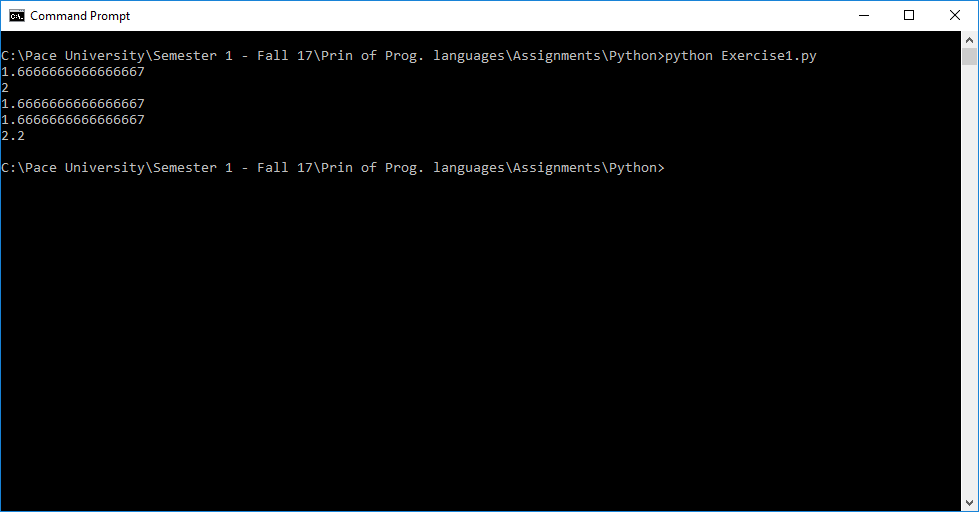 Command Prompt
C:\Pace University\Semester 1 - Fall 17\Prin of Prog. languages\Assignments\Python>python Exercise1.py
1.6666666666666667
2
1.6666666666666667
1.6666666666666667
2.2
C:\Pace University\Semester 1 - Fall 17\Prin of Prog. languages\Assignments\Python>